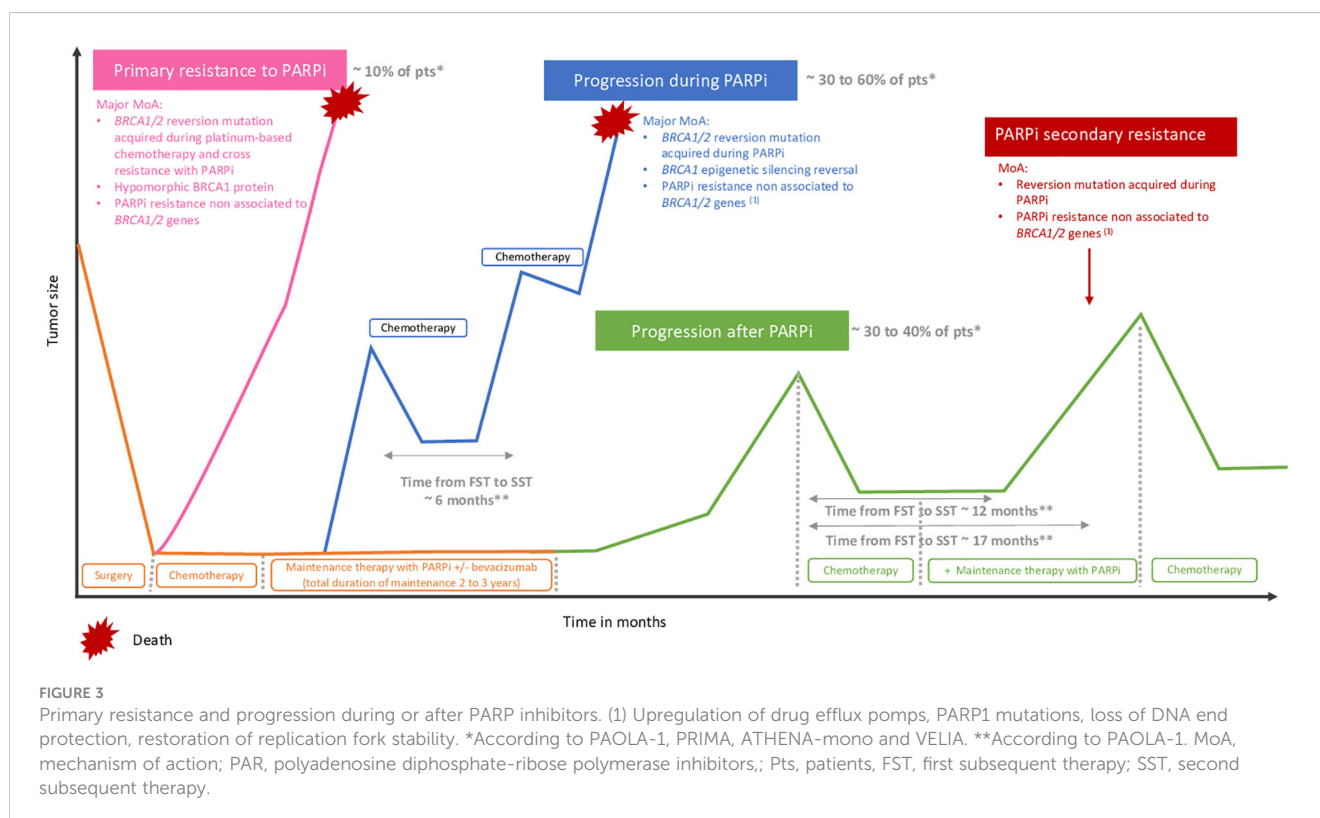 Primary resistance to PARPi
~ 10% of pts*
Major MoA:
• BRCA1/2 reversion mutation
acquired during platinum-based
chemotherapy and cross
resistance with PARPi
• Hypomorphic BRCA1 protein
• PARPi resistance non associated to
BRCA1/2 genes
Progression during PARPi
~ 30 to 60% of pts*
Major MoA:
• BRCA1/2 reversion mutation
acquired during PARPi
• BRCA1 epigenetic silencing reversal
• PARPi resistance non associated to
BRCA1/2 genes (1)
PARPi secondary resistance
MoA:
• Reversion mutation acquired during
PARPi
• PARPi resistance non associated to
BRCA1/2 genes (1)
Tumor size
Chemotherapy
Chemotherapy
Progression after PARPi
~ 30 to 40% of pts*
Time from FST to SST
~ 6 months**
Time from FST to SST ~ 12 months**
Time from FST to SST ~ 17 months**
Surgery
Chemotherapy
Maintenance therapy with PARPi +/- bevacizumab
(total duration of maintenance 2 to 3 years)
Chemotherapy
+ Maintenance therapy with PARPi
Chemotherapy
Time in months
Death
FIGURE 3
Primary resistance and progression during or after PARP inhibitors. (1) Upregulation of drug efflux pomps, PARP1 mutations, loss of DNA end
protection, restoration of replication fork stability. *According to PAOLA-1, PRIMA, ATHENA-mono and VELIA. **According to PAOLA-1. MoA,
mechanism of action; PAR, polyadenosine diphosphate-ribose polymerase inhibitors,; Pts, patients, FST, first subsequent therapy; SST, second
subsequent therapy.